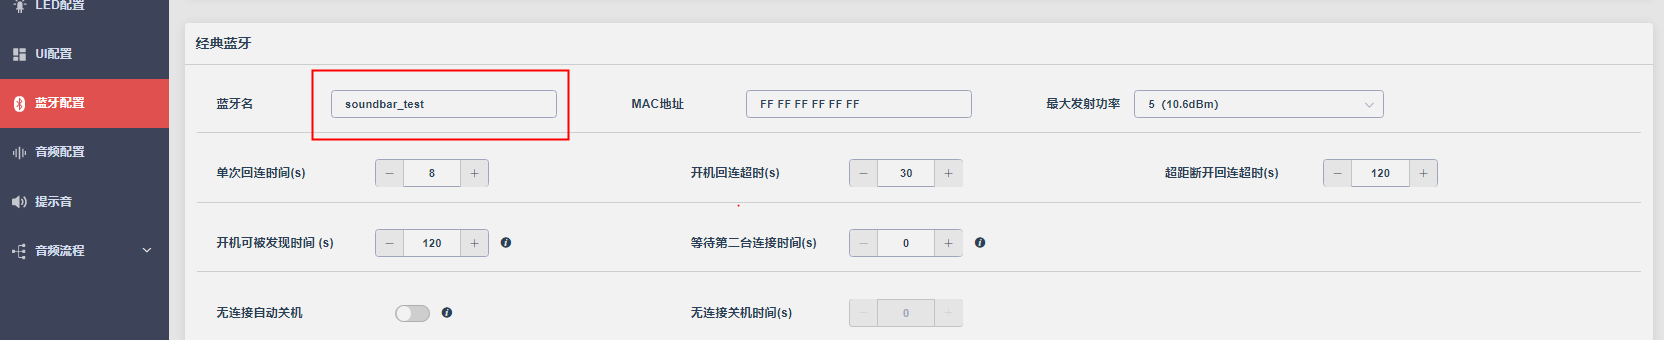 LED配置
UI配置
蓝牙配置
音频配置
提示音
音频流程
经典蓝牙
蓝牙名 soundbar_test MAC地址 FF FF FF FF FF FF 最大发射功率 5 (10.6dBm)
单次回连时间(s) － 8 + 开机回连超时(s) － 30 + 超距断开回连超时(s) － 120 +
开机可被发现时间 (s) － 120 + 等待第二台连接时间(s) － 0 +
无连接自动关机 无连接关机时间(s) － 0 +